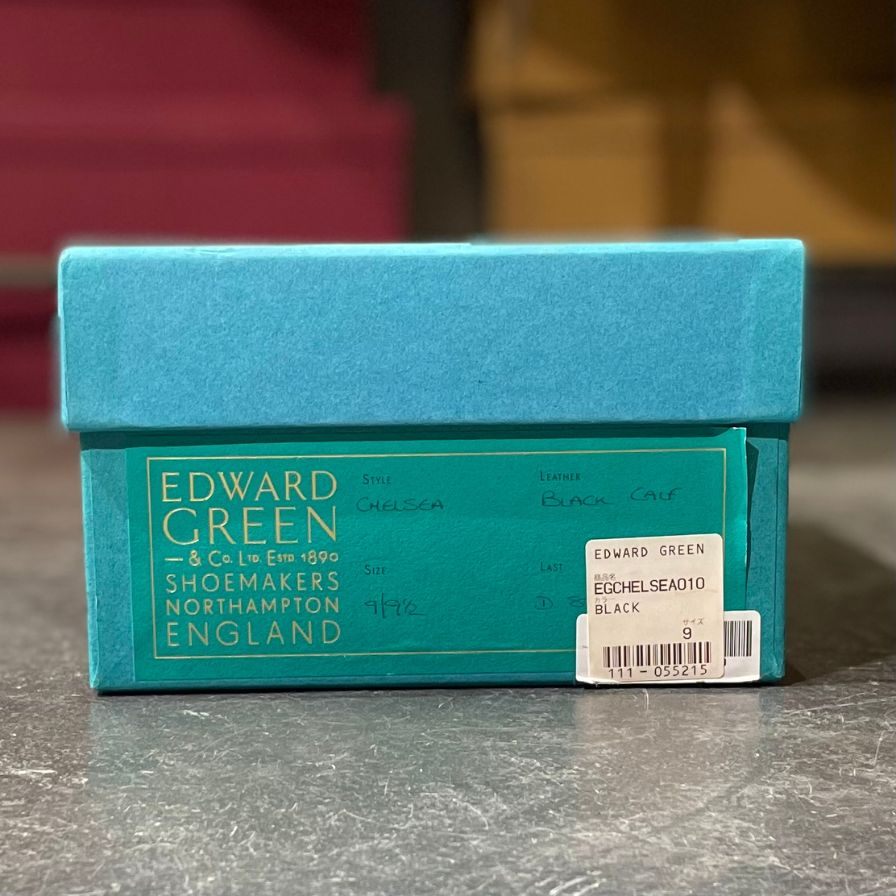 EDWARD
GREEN
— & Co. LTD. ESTD. 1890
SHOEMAKERS
NORTHAMPTON
ENGLAND
STYLE
CHELSEA
LEATHER
BLACK CALF
SIZE
9/9½
LAST
D
EDWARD GREEN
商品名
EGCHELSEA010
カラー
BLACK
サイズ
9
111-055215